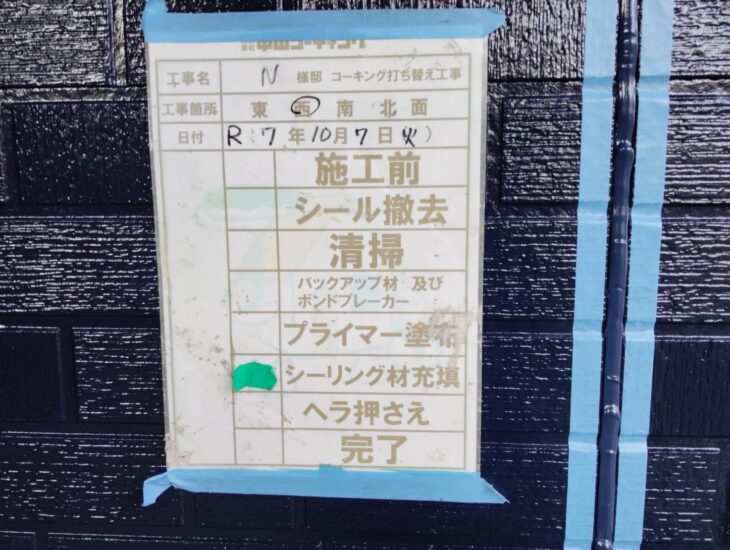 工事名 N 様邸 コーキング打ち替え工事
工事箇所 東 西 南 北 面
日付 R:7年10月7日(火)
施工前
シール撤去
清掃
バックアップ材 及び
ボンドブレーカー
プライマー塗布
シーリング材充填
ヘラ押さえ
完了